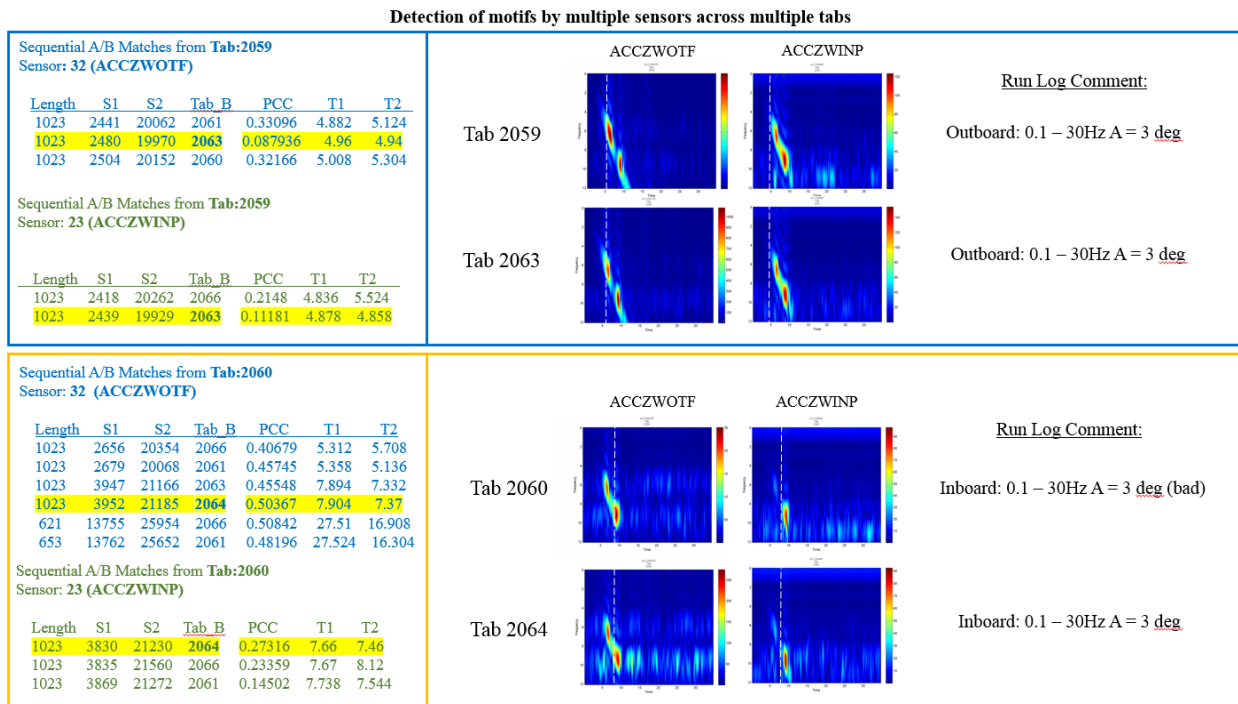 Detection of motifs by multiple sensors across multiple tabs
Sequential A/B Matches from Tab:2059
Sensor: 32 (ACCZWOTF)
Length S1 S2 Tab_B PCC T1 T2
1023 2441 20062 2061 0.33096 4.882 5.124
1023 2480 19970 2063 0.087936 4.96 4.94
1023 2504 20152 2060 0.32166 5.008 5.304
Sequential A/B Matches from Tab:2059
Sensor: 23 (ACCZWINP)
Length S1 S2 Tab_B PCC T1 T2
1023 2418 20262 2066 0.2148 4.836 5.524
1023 2439 19929 2063 0.11181 4.878 4.858
ACCZWOTF ACCZWINP
Run Log Comment:
Tab 2059
Outboard: 0.1 – 30Hz A = 3 deg
Tab 2063
Outboard: 0.1 – 30Hz A = 3 deg
Sequential A/B Matches from Tab:2060
Sensor: 32 (ACCZWOTF)
Length S1 S2 Tab_B PCC T1 T2
1023 2656 20354 2066 0.40679 5.312 5.708
1023 2679 20068 2061 0.45745 5.358 5.136
1023 3947 21166 2063 0.45548 7.894 7.332
1023 3952 21185 2064 0.50367 7.904 7.37
621 13755 25954 2066 0.50842 27.51 16.908
653 13762 25652 2061 0.48196 27.524 16.304
Sequential A/B Matches from Tab:2060
Sensor: 23 (ACCZWINP)
Length S1 S2 Tab_B PCC T1 T2
1023 3830 21230 2064 0.27316 7.66 7.46
1023 3835 21560 2066 0.23359 7.67 8.12
1023 3869 21272 2061 0.14502 7.738 7.544
ACCZWOTF ACCZWINP
Run Log Comment:
Tab 2060
Inboard: 0.1 – 30Hz A = 3 deg (bad)
Tab 2064
Inboard: 0.1 – 30Hz A = 3 deg